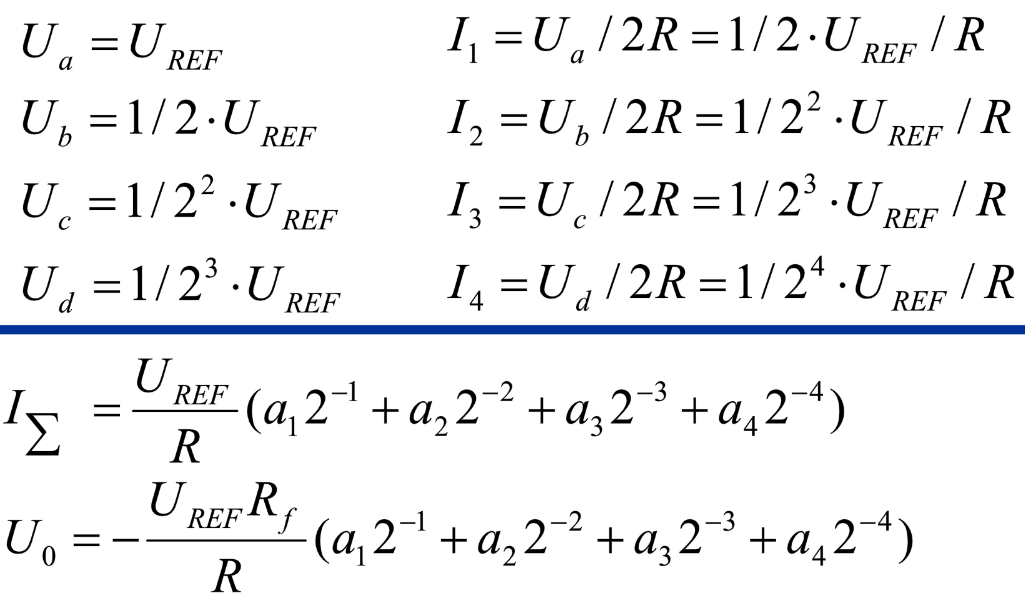 U_a = U_REF    I_1 = U_a / 2R = 1/2·U_REF / R
U_b = 1/2·U_REF    I_2 = U_b / 2R = 1/2^2 ·U_REF / R
U_c = 1/2^2 ·U_REF    I_3 = U_c / 2R = 1/2^3 ·U_REF / R
U_d = 1/2^3 ·U_REF    I_4 = U_d / 2R = 1/2^4 ·U_REF / R
I_∑ = \frac{U_REF}{R}(a_1 2^{-1} + a_2 2^{-2} + a_3 2^{-3} + a_4 2^{-4})
U_0 = -\frac{U_REF R_f}{R}(a_1 2^{-1} + a_2 2^{-2} + a_3 2^{-3} + a_4 2^{-4})